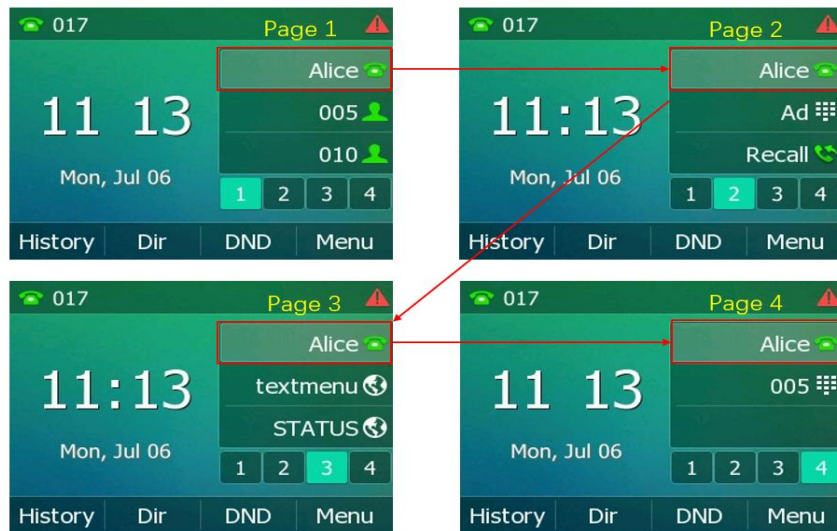 017 Page 1
Alice
11 13
005
010
Mon, Jul 06
1 2 3 4
History Dir DND Menu
017 Page 2
Alice
11:13
Ad
Recall
Mon, Jul 06
1 2 3 4
History Dir DND Menu
017 Page 3
Alice
11:13
textmenu
STATUS
Mon, Jul 06
1 2 3 4
History Dir DND Menu
017 Page 4
Alice
11 13
005
Mon, Jul 06
1 2 3 4
History Dir DND Menu